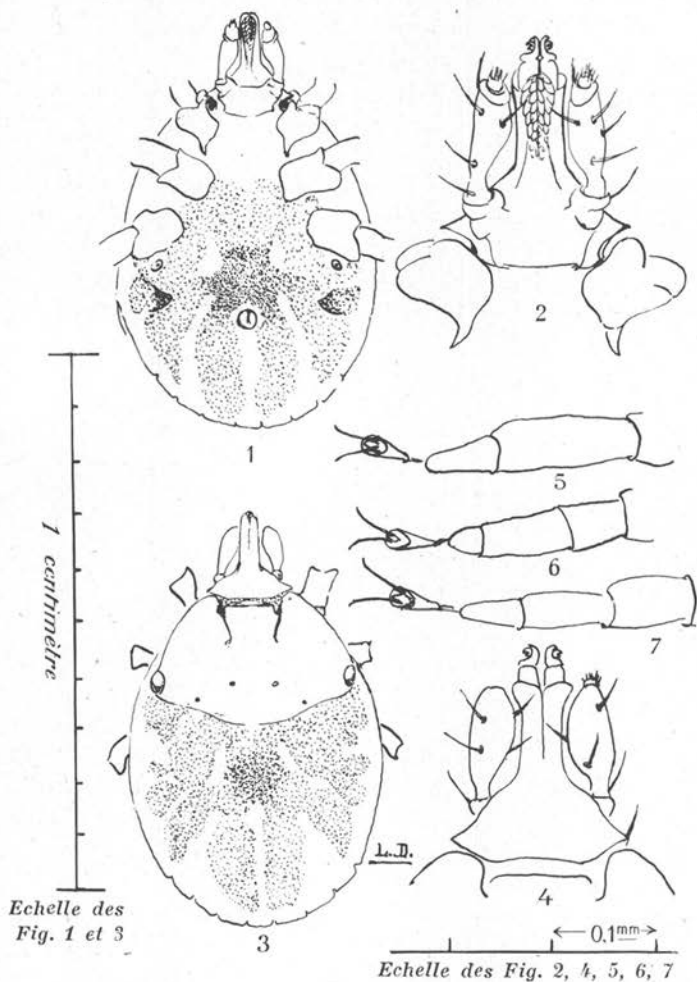 1
2
5
6
7
1 centimètre
L.D.
Echelle des
Fig. 1 et 3
3
4
0,1mm
Echelle des Fig. 2, 4, 5, 6, 7